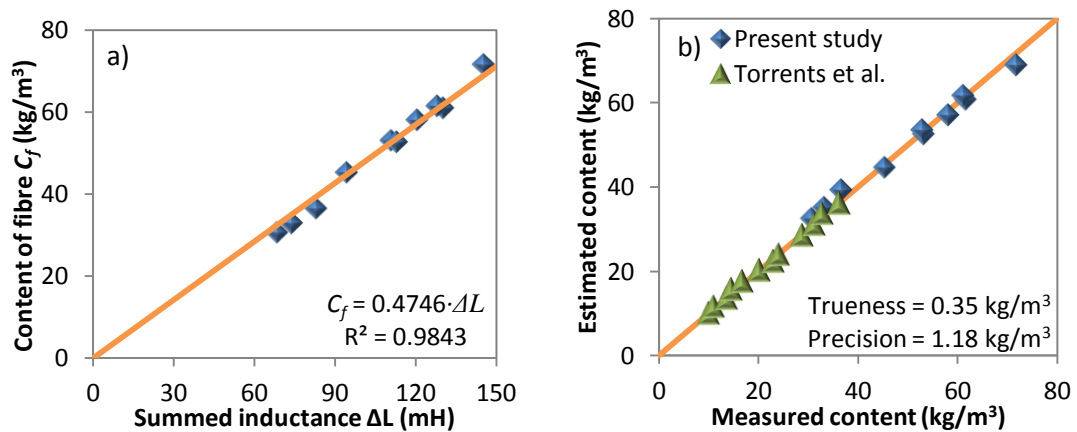 a)
Content of fibre Cf (kg/m³)
80
60
40
20
0
0 30 60 90 120 150
Cf = 0.4746·ΔL
R² = 0.9843
Summed inductance ΔL (mH)
b)
Present study
Torrents et al.
Estimated content (kg/m³)
80
60
40
20
0
0 20 40 60 80
Trueness = 0.35 kg/m³
Precision = 1.18 kg/m³
Measured content (kg/m³)